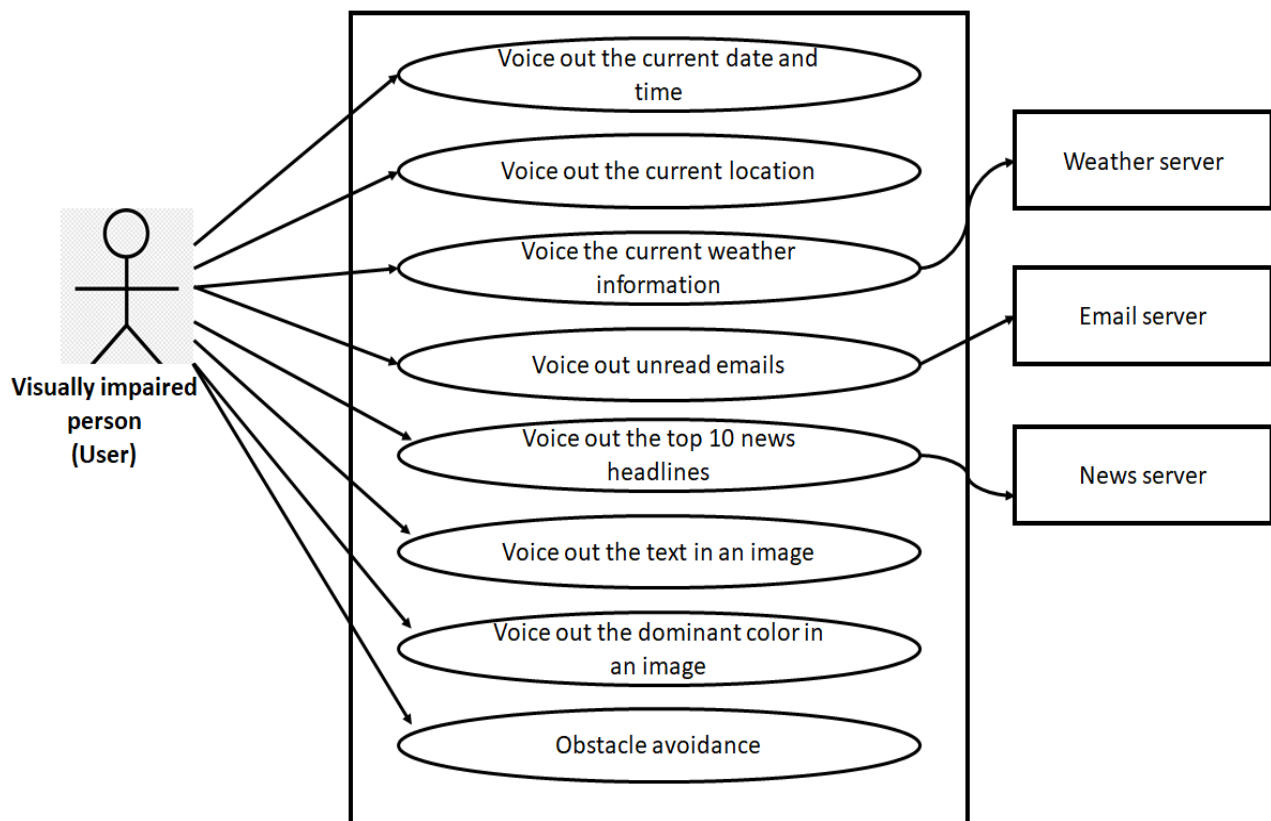 Voice out the current date and
time
Voice out the current location
Voice the current weather
information
Voice out unread emails
Voice out the top 10 news
headlines
Voice out the text in an image
Voice out the dominant color in
an image
Obstacle avoidance
Visually impaired
person
(User)
Weather server
Email server
News server